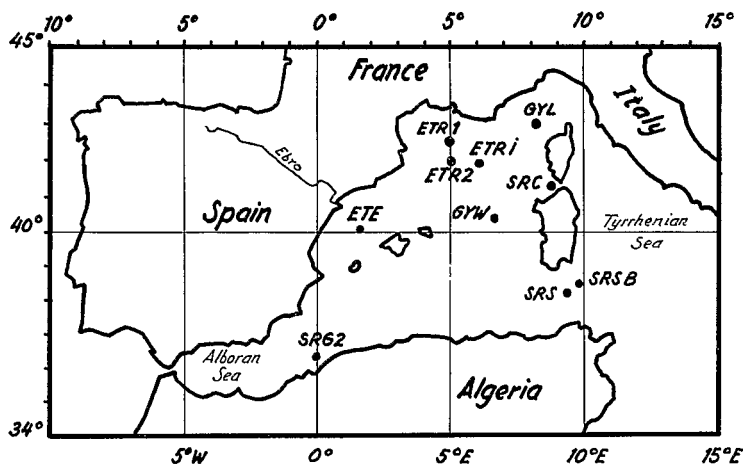 10° 5° 0° 5° 10° 15°
45°
France
Italy
GYL
ETR1
ETRi
ETR2
Ebro
SRC
Spain
ETE
GYW
Tyrrhenian
Sea
40°
SRSB
SRS
SRG2
Alboran
Sea
Algeria
34°
5°W 0° 5°E 10°E 15°E